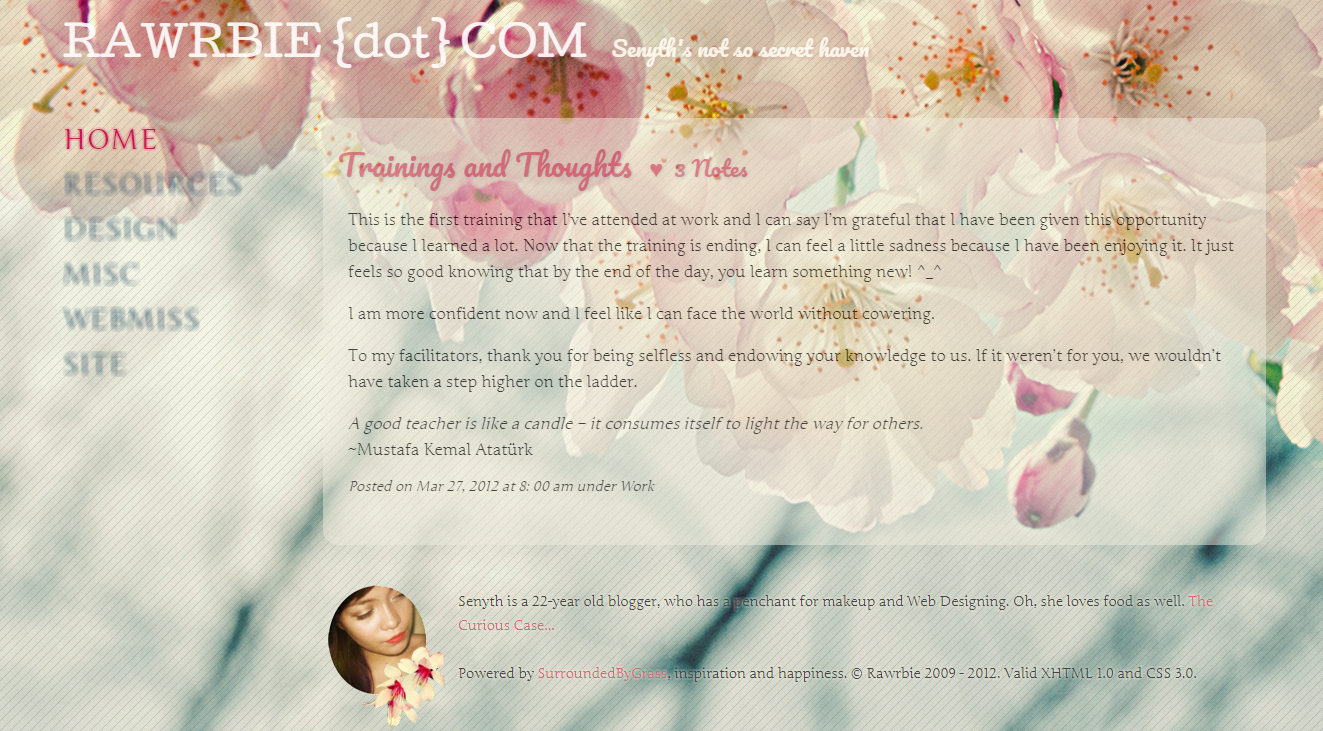 RAWRBIE {dot} COM Senyth's not so secret haven
HOME
RESOURCES
DESIGN
MISC
WEBMISS
SITE
Trainings and Thoughts ♥ 3 Notes
This is the first training that I've attended at work and I can say I'm grateful that I have been given this opportunity
because I learned a lot. Now that the training is ending, I can feel a little sadness because I have been enjoying it. It just
feels so good knowing that by the end of the day, you learn something new! ^_^
I am more confident now and I feel like I can face the world without cowering.
To my facilitators, thank you for being selfless and endowing your knowledge to us. If it weren't for you, we wouldn't
have taken a step higher on the ladder.
A good teacher is like a candle – it consumes itself to light the way for others.
~Mustafa Kemal Atatürk
Posted on Mar 27, 2012 at 8: 00 am under Work
Senyth is a 22-year old blogger, who has a penchant for makeup and Web Designing. Oh, she loves food as well. The
Curious Case...
Powered by SurroundedByGrass, inspiration and happiness. © Rawrbie 2009 - 2012. Valid XHTML 1.0 and CSS 3.0.